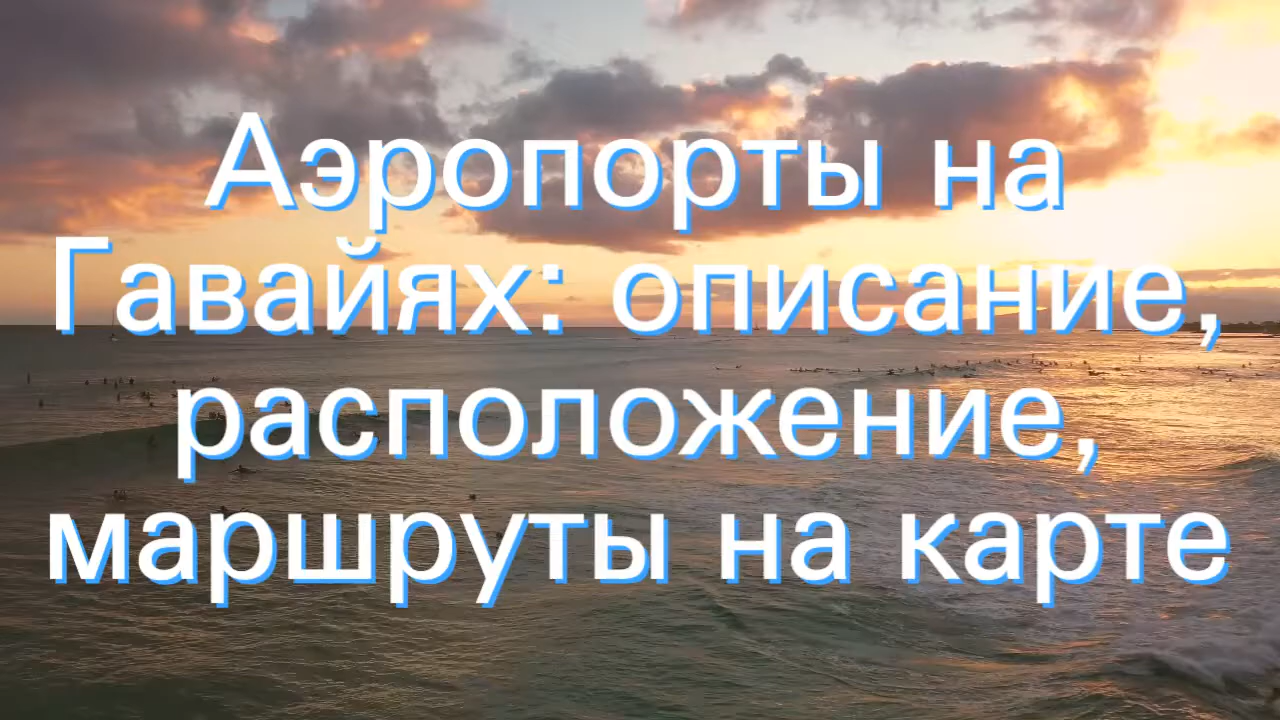 Аэропорты на
Гавайях: описание,
расположение,
маршруты на карте